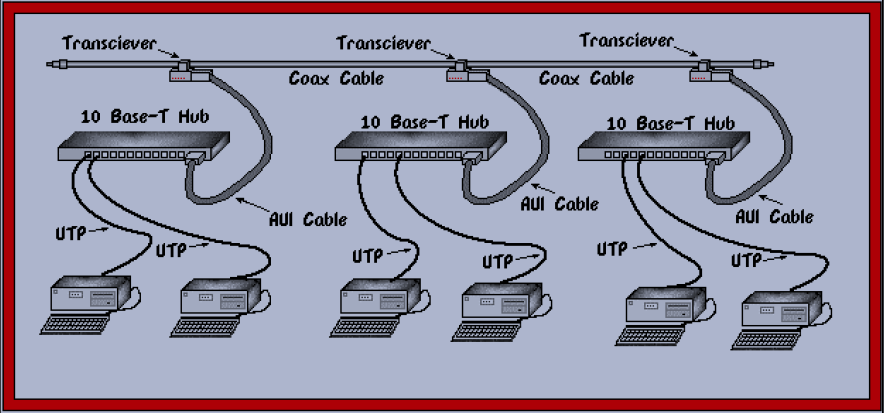 Transciever
Transciever
Transciever
Coax Cable
Coax Cable
10 Base-T Hub
10 Base-T Hub
10 Base-T Hub
AUI Cable
AUI Cable
AUI Cable
UTP
UTP
UTP
UTP
UTP
UTP